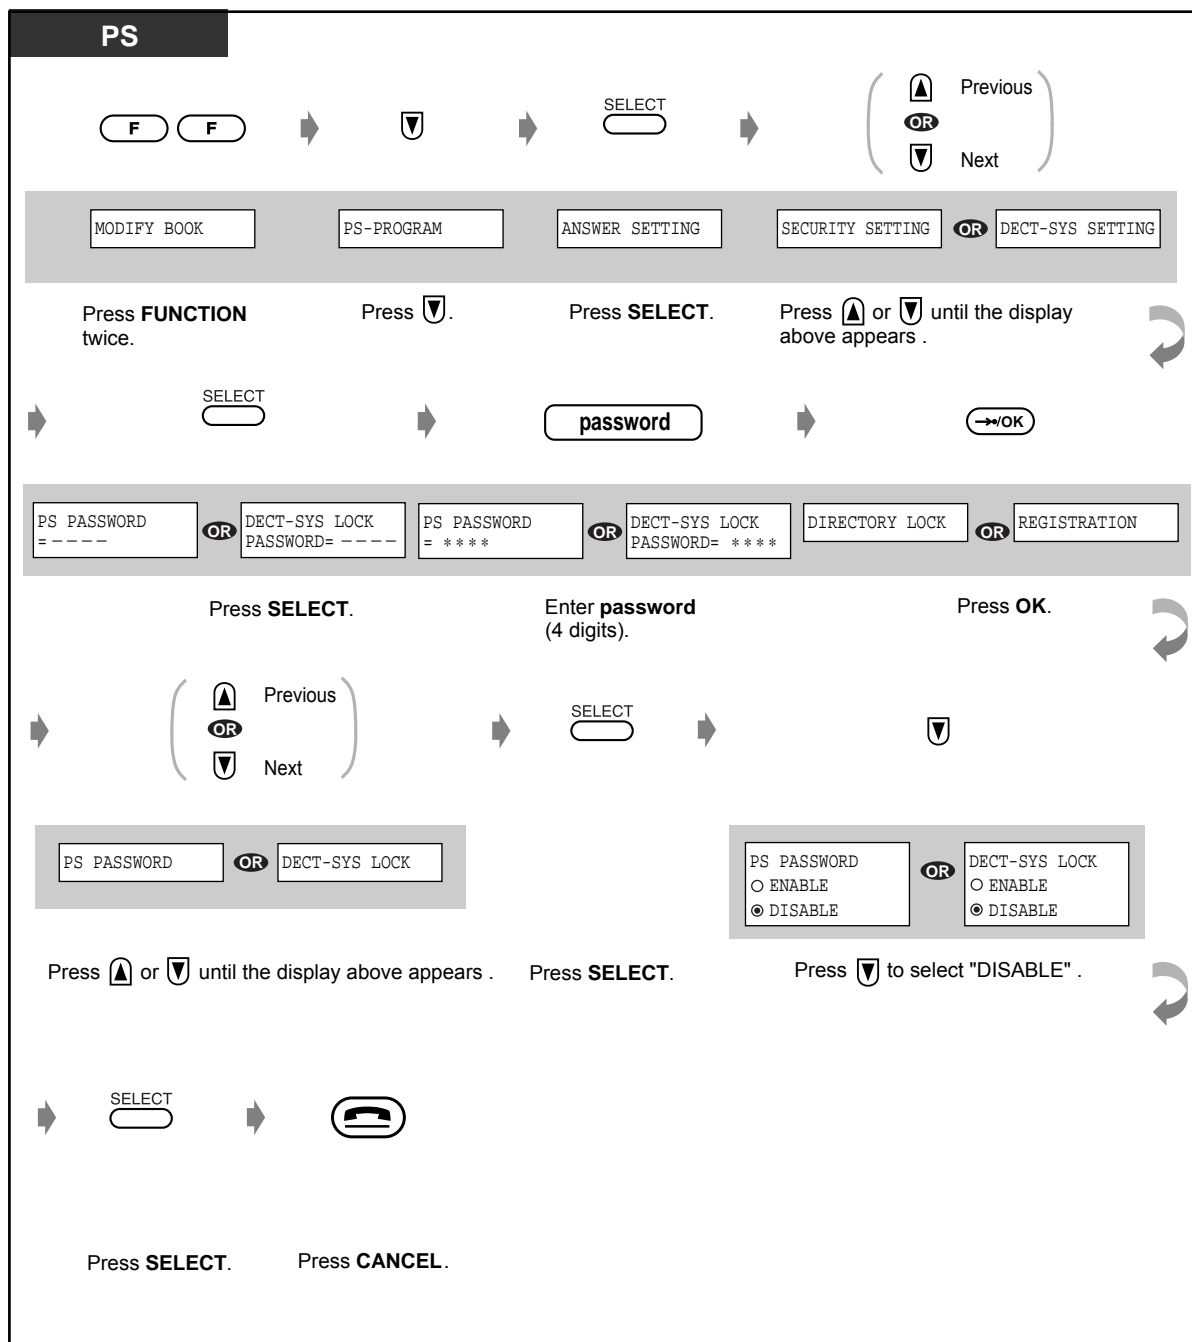 PS
F F
SELECT
Previous
OR
Next
MODIFY BOOK
PS-PROGRAM
ANSWER SETTING
SECURITY SETTING OR DECT-SYS SETTING
Press FUNCTION
twice.
Press .
Press SELECT.
Press or until the display
above appears .
SELECT
password
/OK
PS PASSWORD
=————
OR
DECT-SYS LOCK
PASSWORD= ————
PS PASSWORD
= ****
OR
DECT-SYS LOCK
PASSWORD= ****
DIRECTORY LOCK
OR
REGISTRATION
Press SELECT.
Enter password
(4 digits).
Press OK.
Previous
OR
Next
SELECT
PS PASSWORD OR DECT-SYS LOCK
PS PASSWORD
ENABLE
DISABLE
OR
DECT-SYS LOCK
ENABLE
DISABLE
Press or until the display above appears .
Press SELECT.
Press to select "DISABLE" .
SELECT
Press SELECT.
Press CANCEL.